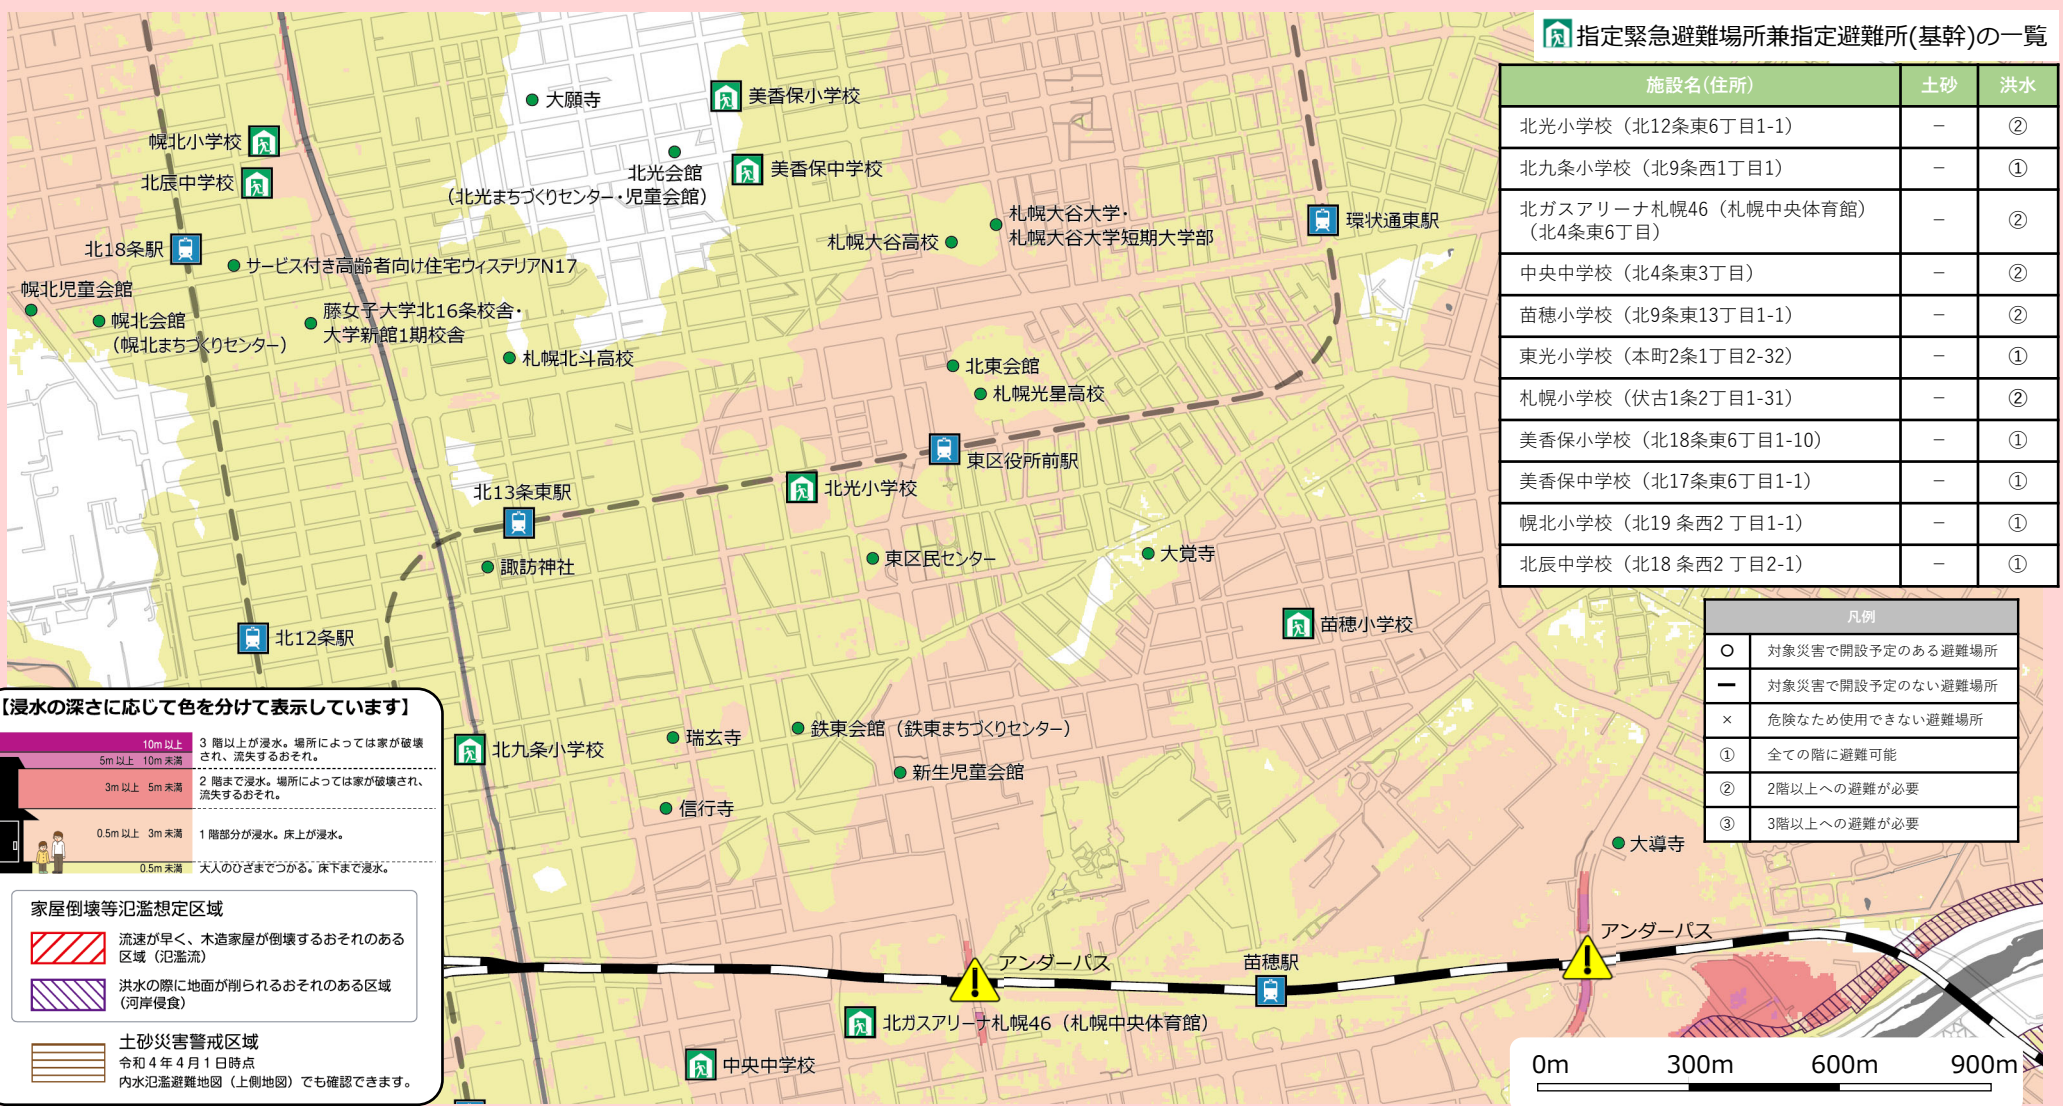 指定緊急避難場所兼指定避難所(基幹)の一覧
施設名(住所) 土砂 洪水
北光小学校（北12条東6丁目1-1） － ②
北九条小学校（北9条西1丁目1） － ①
北ガスアリーナ札幌46（札幌中央体育館）
（北4条東6丁目） － ②
中央中学校（北4条東3丁目） － ②
苗穂小学校（北9条東13丁目1-1） － ②
東光小学校（本町2条1丁目2-32） － ①
札幌小学校（伏古1条2丁目1-31） － ②
美香保小学校（北18条東6丁目1-10） － ①
美香保中学校（北17条東6丁目1-1） － ①
幌北小学校（北19 条西2 丁目1-1） － ①
北辰中学校（北18 条西2 丁目2-1） － ①
凡例
○ 対象災害で開設予定のある避難場所
ー 対象災害で開設予定のない避難場所
× 危険なため使用できない避難場所
① 全ての階に避難可能
② 2階以上への避難が必要
③ 3階以上への避難が必要
大願寺
美香保小学校
幌北小学校
北辰中学校
北光会館
（北光まちづくりセンター・児童会館）
美香保中学校
札幌大谷大学・
札幌大谷大学短期大学部
札幌大谷高校
環状通東駅
北18条駅
サービス付き高齢者向け住宅ウィステリアN17
幌北児童会館
幌北会館
（幌北まちづくりセンター）
藤女子大学北16条校舎・
大学新館1期校舎
札幌北斗高校
北東会館
札幌光星高校
東区役所前駅
北光小学校
北13条東駅
諏訪神社
東区民センター
大覚寺
苗穂小学校
北12条駅
北九条小学校
瑞玄寺
鉄東会館（鉄東まちづくりセンター）
新生児童会館
信行寺
大導寺
アンダーパス
アンダーパス
苗穂駅
北ガスアリーナ札幌46（札幌中央体育館）
中央中学校
【浸水の深さに応じて色を分けて表示しています】
10m 以上
5m 以上 10m 未満
3 階以上が浸水。場所によっては家が破壊
され、流失するおそれ。
3m 以上 5m 未満
2 階まで浸水。場所によっては家が破壊され、
流失するおそれ。
0.5m 以上 3m 未満
1 階部分が浸水。床上が浸水。
0.5m 未満
大人のひざまでつかる。床下まで浸水。
家屋倒壊等氾濫想定区域
流速が早く、木造家屋が倒壊するおそれのある
区域（氾濫流）
洪水の際に地面が削られるおそれのある区域
（河岸侵食）
土砂災害警戒区域
令和４年４月１日時点
内水氾濫避難地図（上側地図）でも確認できます。
0m 300m 600m 900m